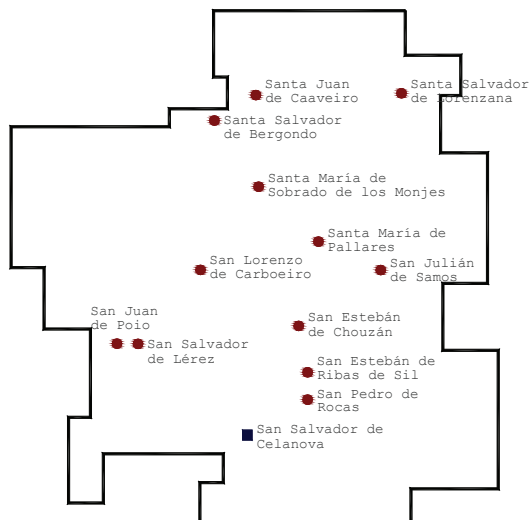 Santa Juan
de Caaveiro
Santa Salvador
de Lorenzana
Santa Salvador
de Bergondo
Santa María de
Sobrado de los Monjes
Santa María de
Pallares
San Lorenzo
de Carboeiro
San Julián
de Samos
San Juan
de Poio
San Salvador
de Lérez
San Estebán
de Chouzán
San Estebán de
Ribas de Sil
San Pedro de
Rocas
San Salvador de
Celanova